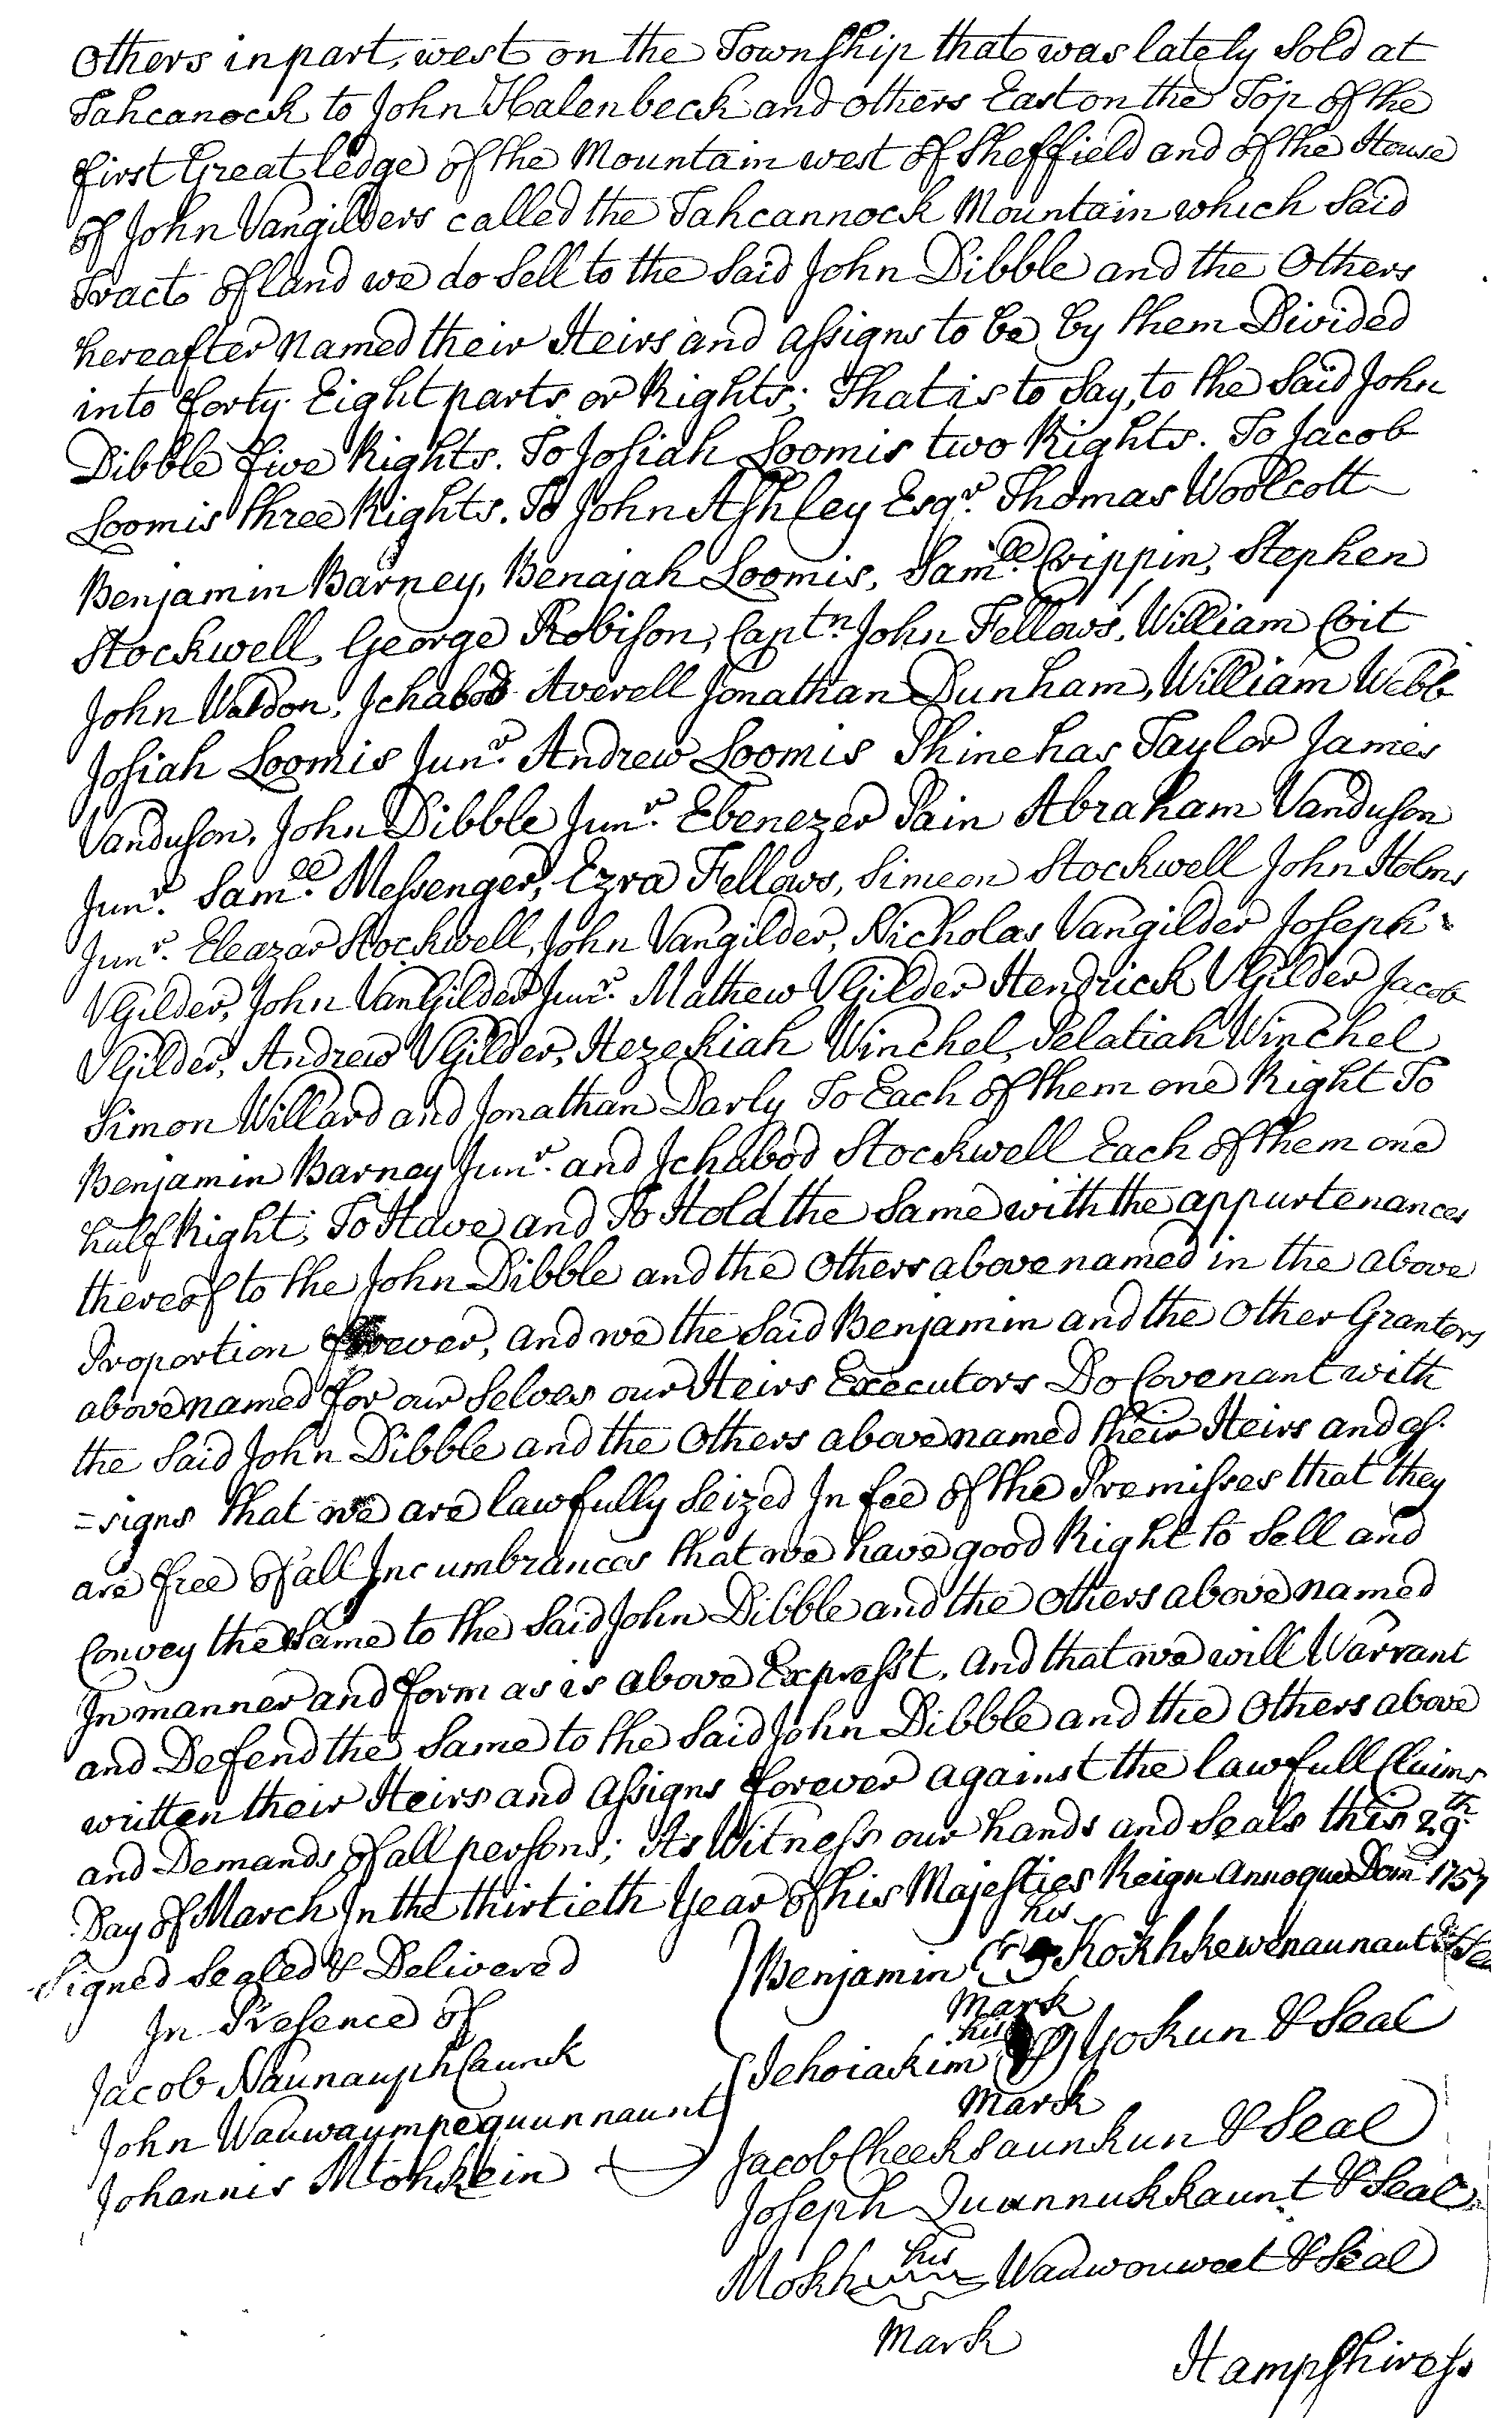 Others in part, west on the Township that was lately Sold at
Tahcanock to John Halenbeck and others East on the Top of the
first Great ledge of the Mountain west of Sheffield and of the House
of John Vangilders called the Tahcannock Mountain which Said
Tract of land we do Sell to the Said John Dibble and the Others
hereafter Named their Heirs and assigns to be by them Divided
into forty Eight parts or Rights; That is to Say, to the Said John
Dibble five Rights. To Josiah Loomis two Rights. To Jacob
Loomis three Rights. To John Ashley Esqr. Thomas Woolcott
Benjamin Barney, Benajah Loomis, Samll. Crippin, Stephen
Stockwell, George Robison, Captn. John Fellows, William Coit
John Waldon, Ichabod Averell Jonathan Dunham, William Webb
Josiah Loomis Junr. Andrew Loomis Phinehas Taylor James
Vanduson, John Dibble Junr. Ebenezer Pain Abraham Vanduson
Junr. Samll. Messenger, Ezra Fellows, Simeon Stockwell John Holms
Junr. Eleazar Stockwell, John Vangilder, Nicholas Vangilder Joseph
VGilder, John VanGilder Junr. Mathew VGilder Hendrick VGilder Jacob
VGilder, Andrew VGilder, Hezekiah Winchel, Pelatiah Winchel
Simon Willard and Jonathan Darly To Each of them one Right To
Benjamin Barney Junr. and Ichabod Stockwell Each of them one
half Right; To Have and To Hold the Same with the appurtenances
thereof to the John Dibble and the Others above named in the above
Proportion forever, and we the Said Benjamin and the Other Grantors
above named for our Selves our Heirs Executors Do Covenant with
the Said John Dibble and the Others above named their Heirs and as-
=signs that we are lawfully Seized In fee of the Premisses that they
are free of all Incumbrances that we have good Right to Sell and
Convey the Same to the Said John Dibble and the Others above named
In manner and form as is above Expresst, and that we will Warrant
and Defend the Same to the Said John Dibble and the Others above
written their Heirs and assigns forever against the lawfull Claims
and Demands of all persons; As Witness our hands and Seals this 29th.
Day of March In the thirtieth Year of his Majesties Reign Annoque Dom 1757
Signed Sealed & Delivered
In Presence of
Jacob Naunauphtaunk
John Wauwaumpequunnaunt
Johannis Mtohksin
his
Benjamin Kokhkewenaunaunt & Seal
Mark
his
Jehoiakim Yokun & Seal
Mark
Jacob Cheeksaunkun & Seal
Joseph Quannukkaunt & Seal
his
Mokh Wauwouweet & Seal
Mark
Hampshire ss